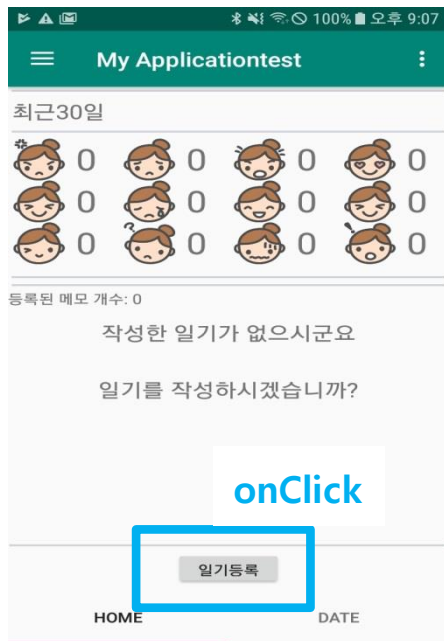 100% 오후 9:07
My Applicationtest
최근30일
0 0 0 0
0 0 0 0
0 0 0 0
등록된 메모 개수: 0
작성한 일기가 없으시군요
일기를 작성하시겠습니까?
onClick
일기등록
HOME DATE